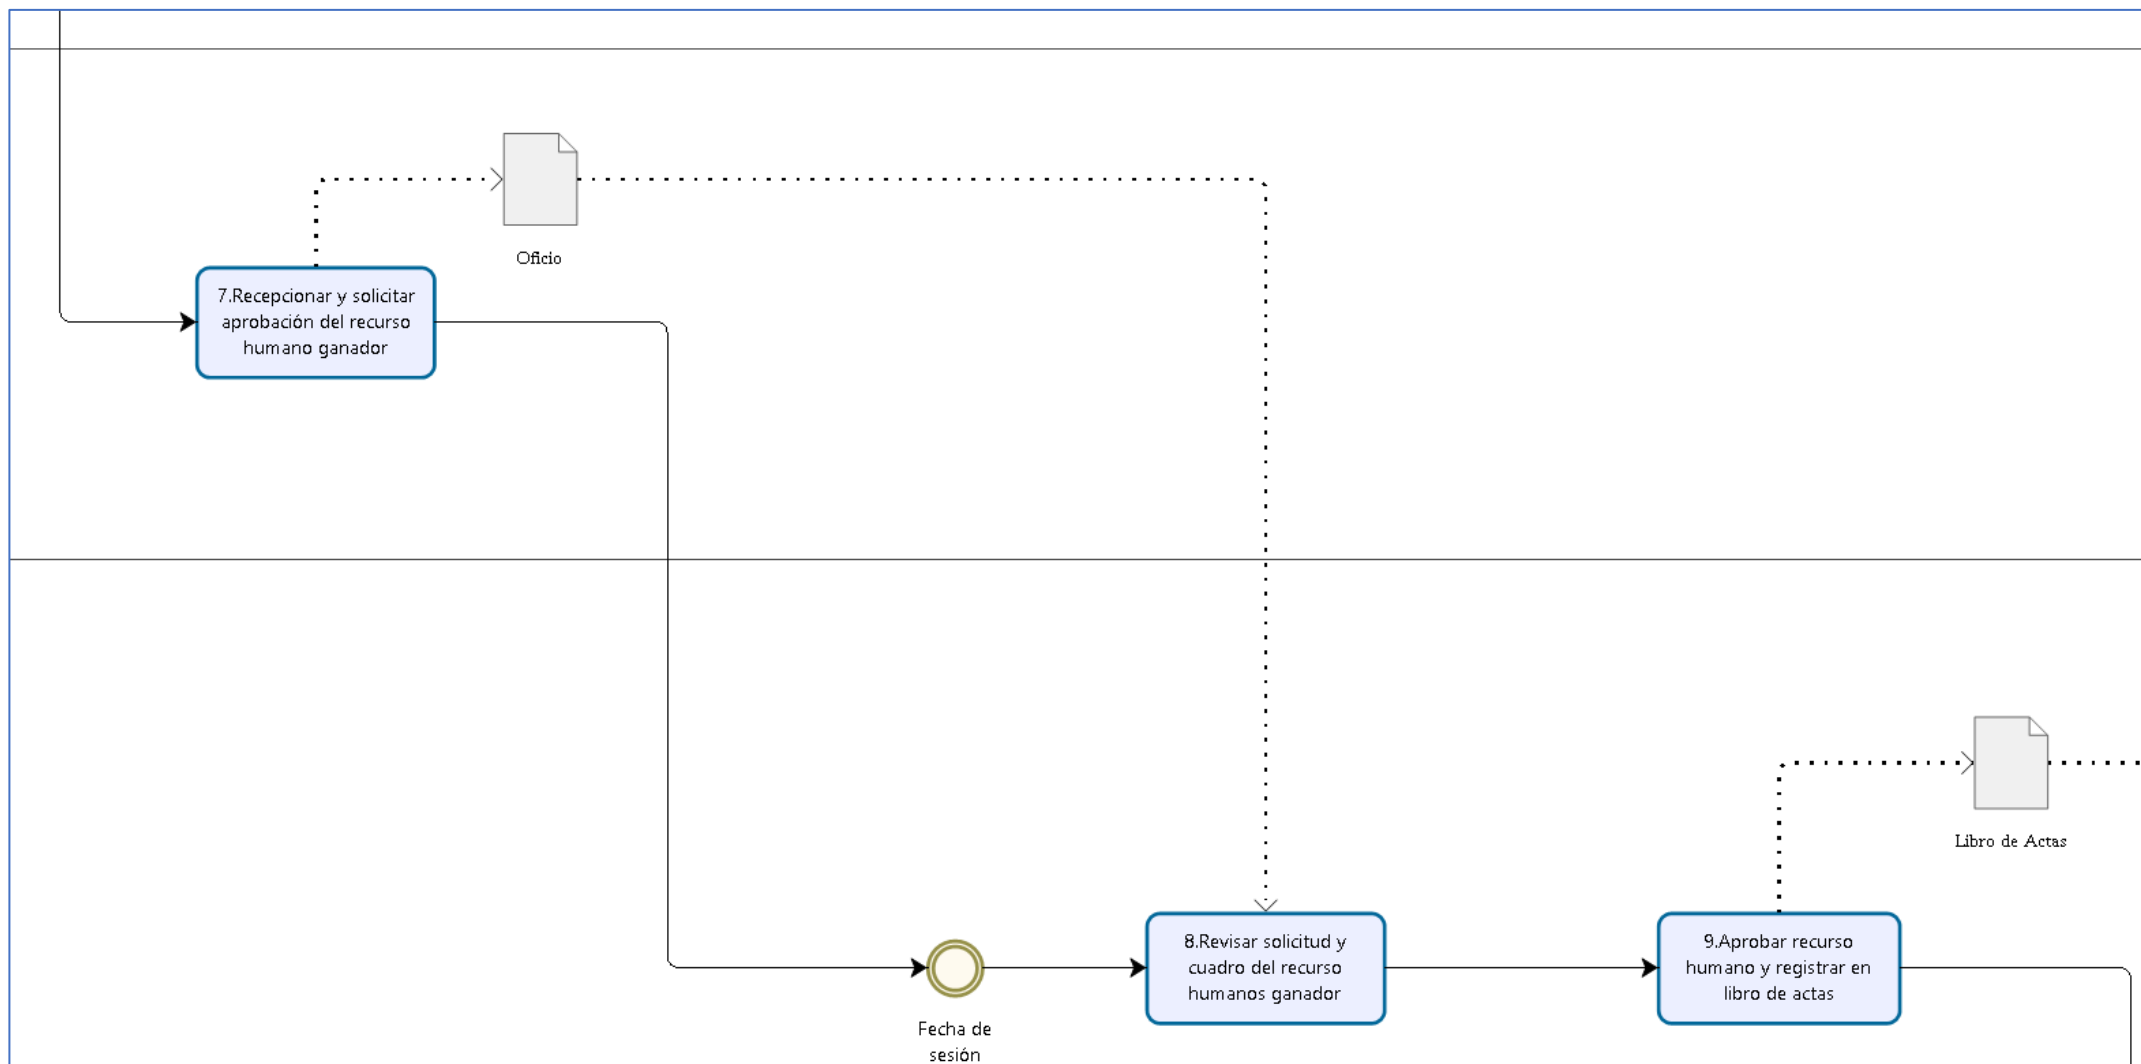 Oficio
7.Recepcionar y solicitar
aprobación del recurso
humano ganador
Libro de Actas
Fecha de
sesión
8.Revisar solicitud y
cuadro del recurso
humanos ganador
9.Aprobar recurso
humano y registrar en
libro de actas